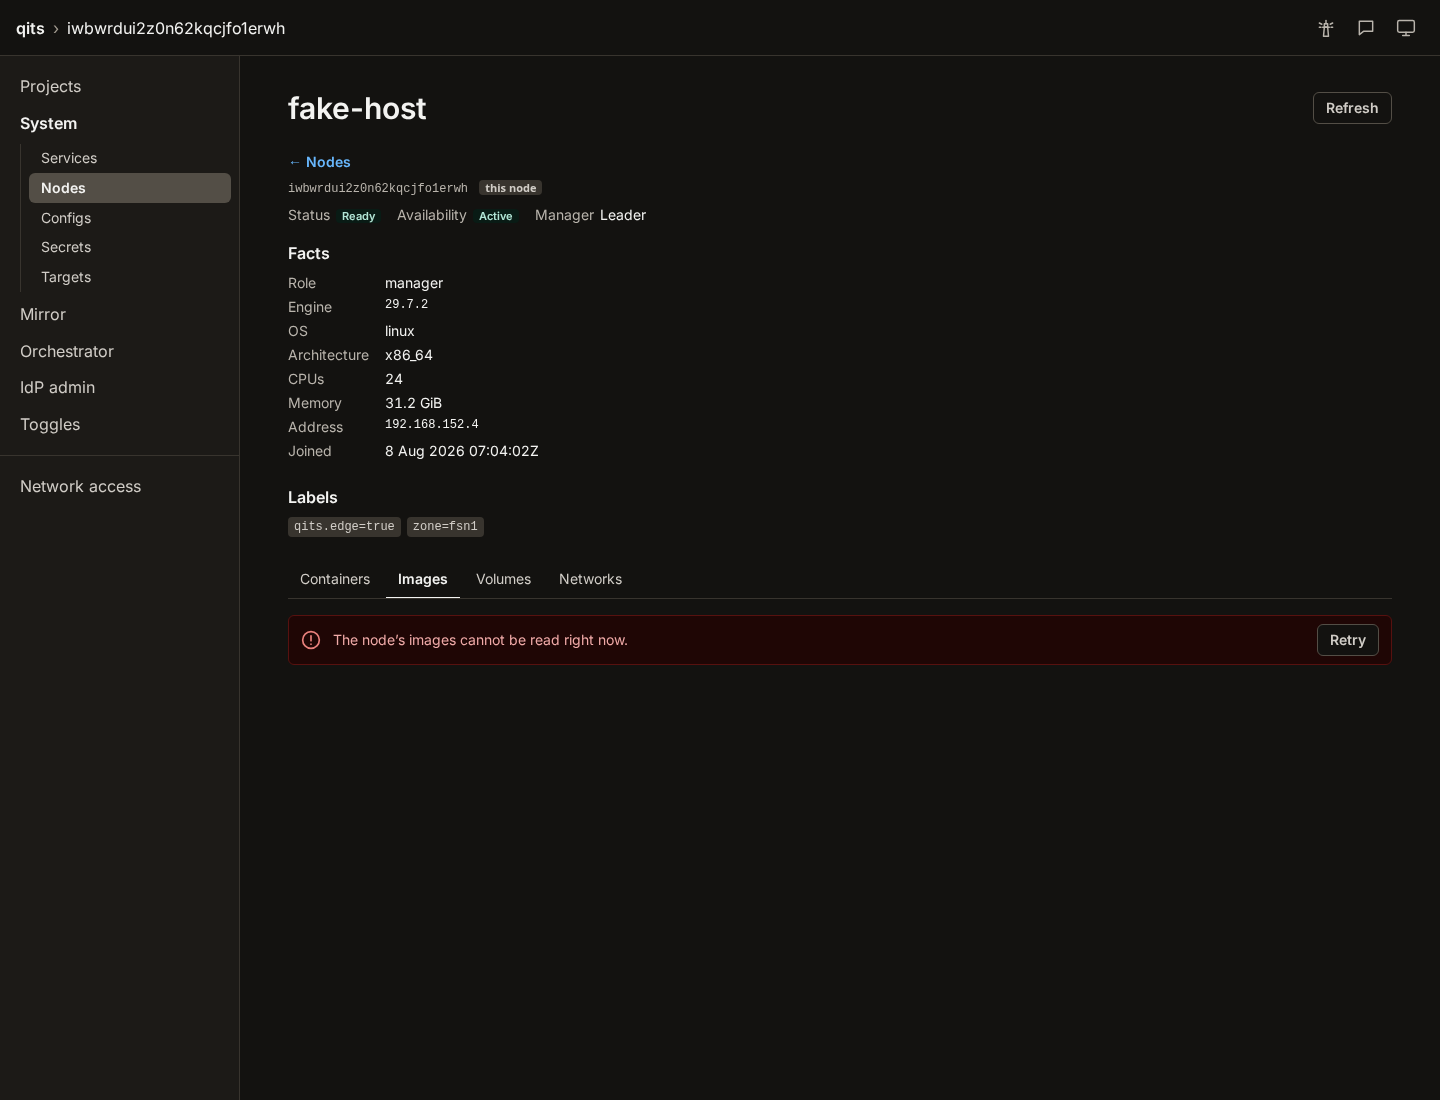 qits › iwbwrdui2z0n62kqcjfo1erwh
Projects
System
Services
Nodes
Configs
Secrets
Targets
Mirror
Orchestrator
IdP admin
Toggles
Network access
fake-host
Refresh
← Nodes
iwbwrdui2z0n62kqcjfo1erwh this node
Status Ready Availability Active Manager Leader
Facts
Role manager
Engine 29.7.2
OS linux
Architecture x86_64
CPUs 24
Memory 31.2 GiB
Address 192.168.152.4
Joined 8 Aug 2026 07:04:02Z
Labels
qits.edge=true zone=fsn1
Containers Images Volumes Networks
The node’s images cannot be read right now. Retry